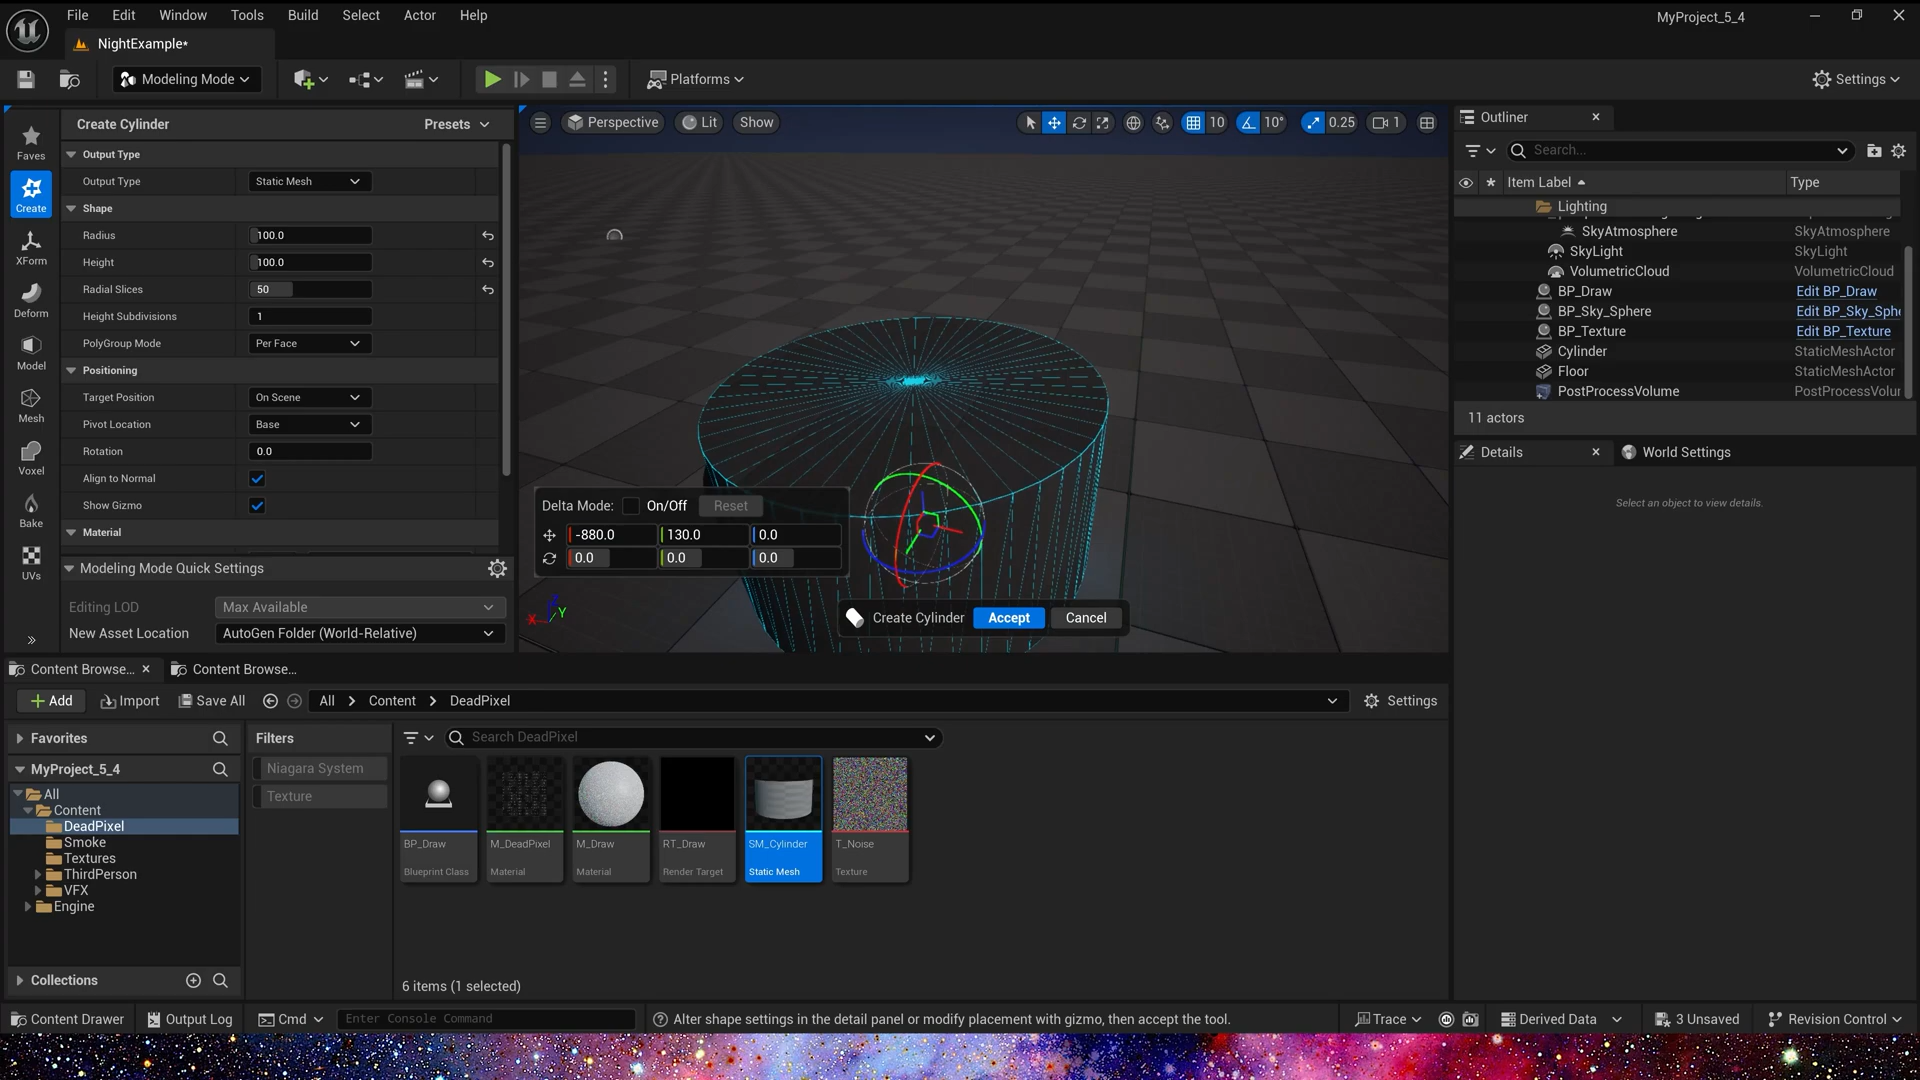 File Edit Window Tools Build Select Actor Help
MyProject_5_4
NightExample*
Modeling Mode
Platforms
Settings
Create Cylinder Presets
Output Type
Output Type Static Mesh
Shape
Radius 100.0
Height 100.0
Radial Slices 50
Height Subdivisions 1
PolyGroup Mode Per Face
Positioning
Target Position On Scene
Pivot Location Base
Rotation 0.0
Align to Normal
Show Gizmo
Material
Faves
Create
XForm
Deform
Model
Mesh
Voxel
Bake
UVs
Modeling Mode Quick Settings
Editing LOD Max Available
New Asset Location AutoGen Folder (World-Relative)
Perspective Lit Show 10 10° 0.25 1
Delta Mode: On/Off Reset
-880.0 130.0 0.0
0.0 0.0 0.0
X Y
Create Cylinder Accept Cancel
Outliner
Search...
Item Label Type
Lighting
SkyAtmosphere SkyAtmosphere
SkyLight SkyLight
VolumetricCloud VolumetricCloud
BP_Draw Edit BP_Draw
BP_Sky_Sphere Edit BP_Sky_Sphe
BP_Texture Edit BP_Texture
Cylinder StaticMeshActor
Floor StaticMeshActor
PostProcessVolume PostProcessVolur
11 actors
Details World Settings
Select an object to view details.
Content Browse... Content Browse...
Add Import Save All All Content DeadPixel Settings
Favorites
MyProject_5_4
All
Content
DeadPixel
Smoke
Textures
ThirdPerson
VFX
Engine
Collections
Filters
Niagara System
Texture
Search DeadPixel
BP_Draw M_DeadPixel M_Draw RT_Draw SM_Cylinder T_Noise
Blueprint Class Material Material Render Target Static Mesh Texture
6 items (1 selected)
Content Drawer Output Log Cmd Enter Console Command Alter shape settings in the detail panel or modify placement with gizmo, then accept the tool. Trace Derived Data 3 Unsaved Revision Control